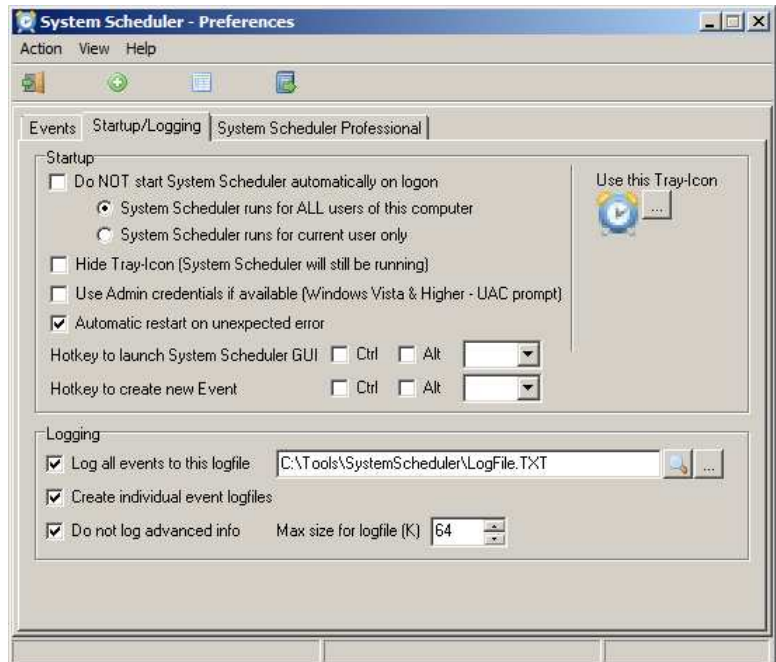 System Scheduler - Preferences
Action View Help
Events Startup/Logging System Scheduler Professional
Startup
Do NOT start System Scheduler automatically on logon
Use this Tray-Icon
System Scheduler runs for ALL users of this computer
...
System Scheduler runs for current user only
Hide Tray-Icon (System Scheduler will still be running)
Use Admin credentials if available (Windows Vista & Higher - UAC prompt)
Automatic restart on unexpected error
Hotkey to launch System Scheduler GUI Ctrl Alt
Hotkey to create new Event Ctrl Alt
Logging
Log all events to this logfile C:\Tools\SystemScheduler\LogFile.TXT ...
Create individual event logfiles
Do not log advanced info Max size for logfile (K) 64